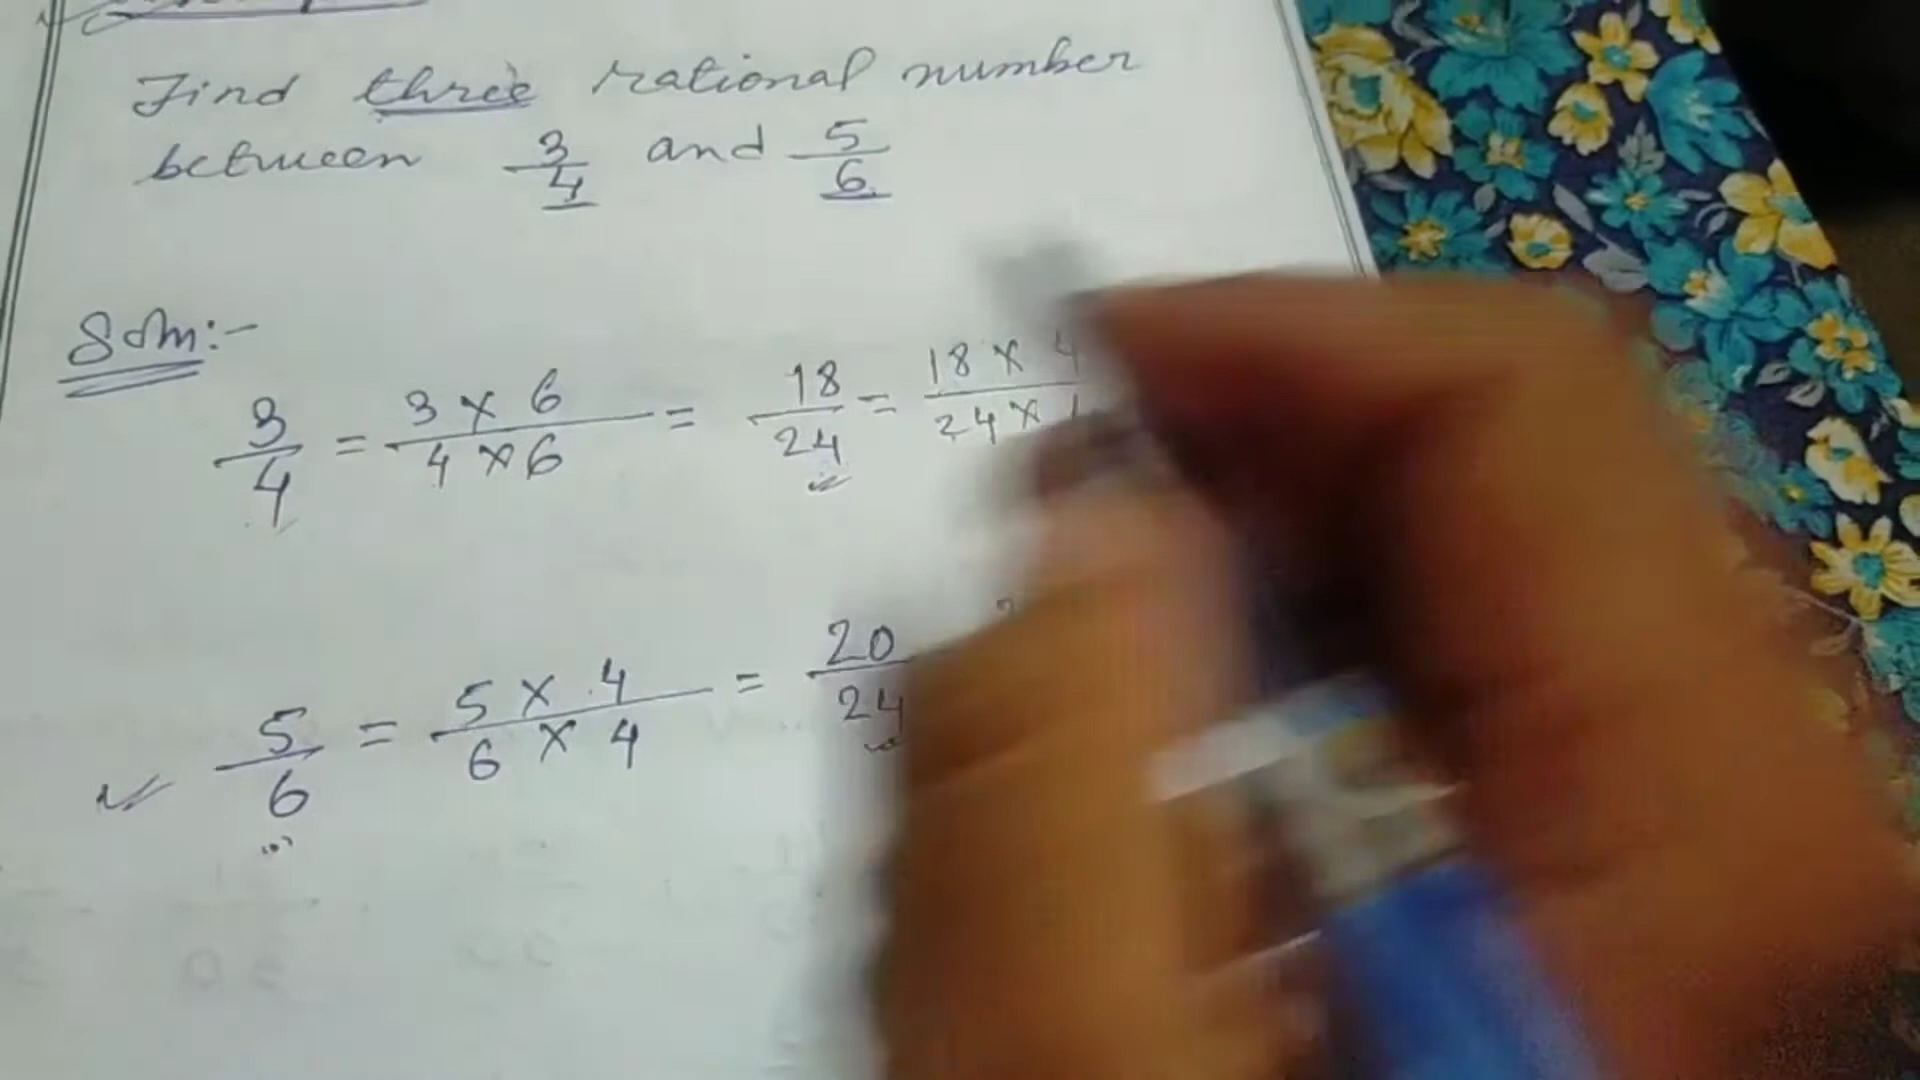 Find three rational number
between 3/4 and 5/6
Soln:-
3/4 = 3 x 6 / 4 x 6 = 18/24 = 18 x 4 / 24 x
5/6 = 5 x 4 / 6 x 4 = 20/24